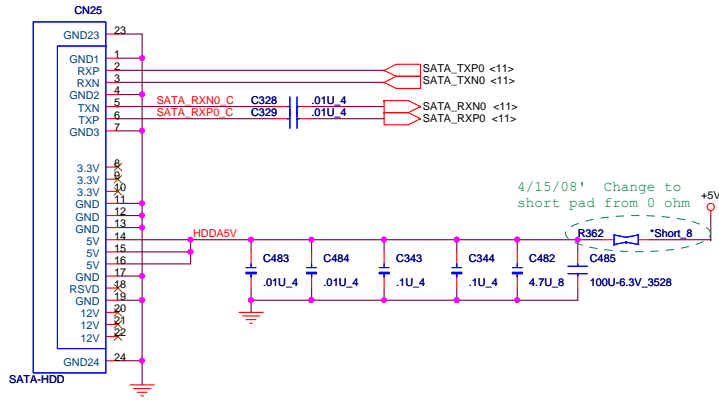 CN25
GND23 23
GND1 1
RXP 2 SATA_TXP0 <11>
RXN 3 SATA_TXN0 <11>
GND2 4
TXN 5 SATA_RXN0_C C328 .01U_4 SATA_RXN0 <11>
TXP 6 SATA_RXP0_C C329 .01U_4 SATA_RXP0 <11>
GND3 7
3.3V 8
3.3V 9
3.3V 10
GND 11
GND 12
GND 13
4/15/08' Change to
short pad from 0 ohm
+5V
5V 14 HDDA5V R362 *Short_8
5V 15
5V 16
GND 17
RSVD 18
GND 19
12V 20
12V 21
12V 22
GND24 24
C483 C484 C343 C344 C482 C485
.01U_4 .01U_4 .1U_4 .1U_4 4.7U_8 100U-6.3V_3528
SATA-HDD